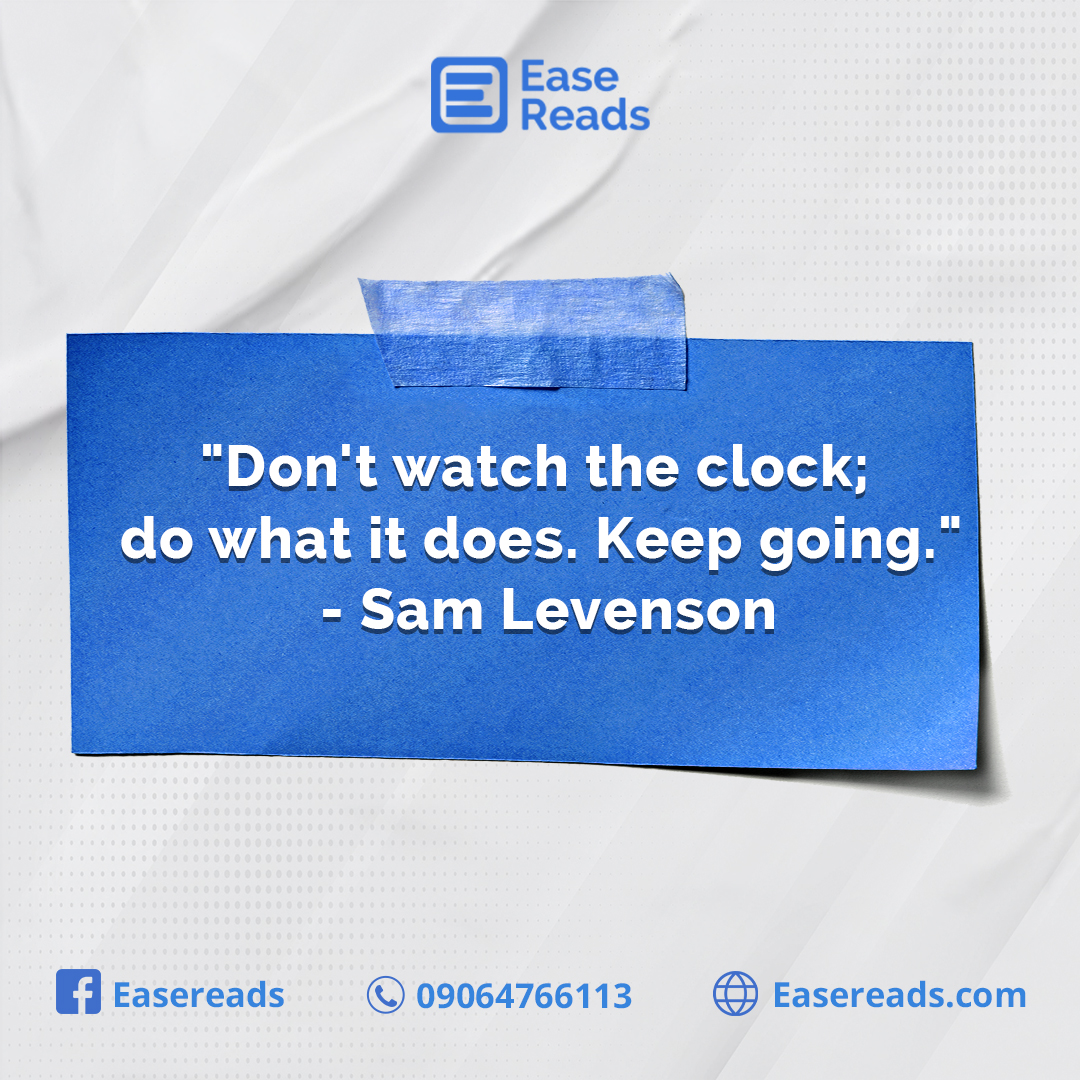 Ease
Reads
"Don't watch the clock;
do what it does. Keep going."
- Sam Levenson
Easereads
09064766113
Easereads.com